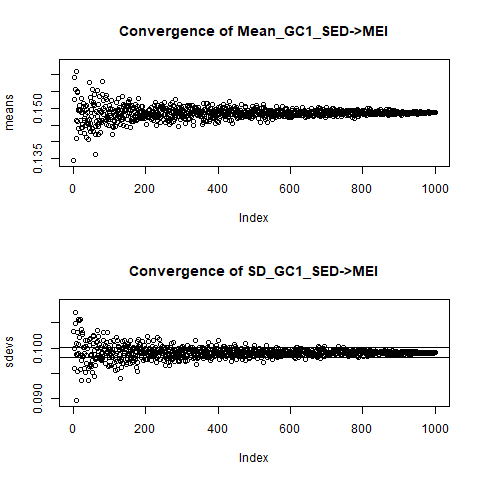 Convergence of Mean_GC1_SED->MEI
means
0.150
0.135
0 200 400 600 800 1000
Index
Convergence of SD_GC1_SED->MEI
sdevs
0.100
0.090
0 200 400 600 800 1000
Index